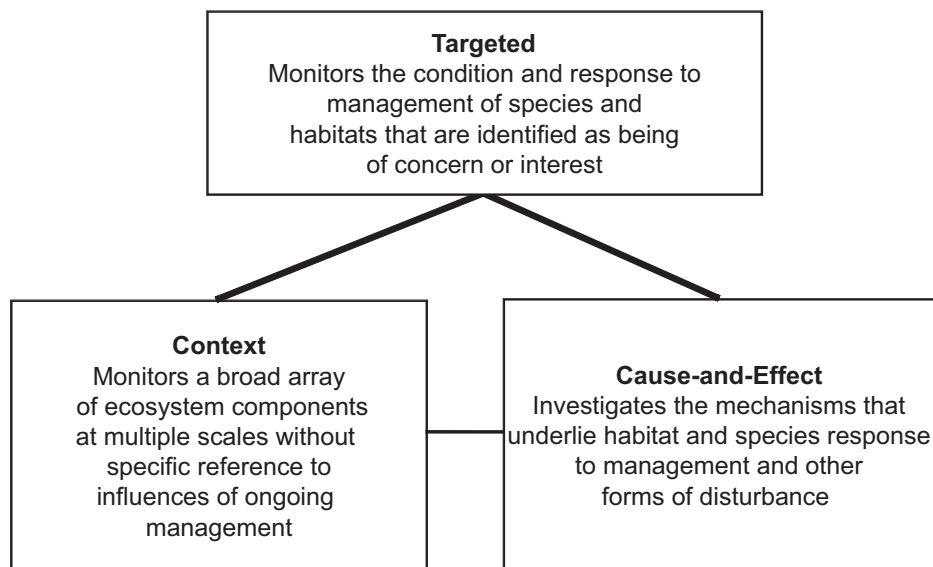 Targeted
Monitors the condition and response to
management of species and
habitats that are identified as being
of concern or interest
Context
Monitors a broad array
of ecosystem components
at multiple scales without
specific reference to
influences of ongoing
management
Cause-and-Effect
Investigates the mechanisms that
underlie habitat and species response
to management and other
forms of disturbance